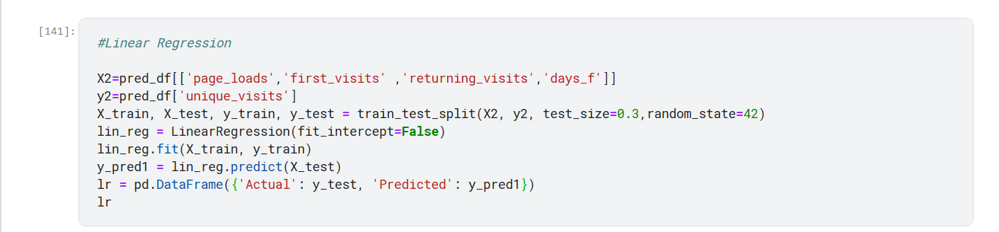 [141]:
#Linear Regression
X2=pred_df[['page_loads','first_visits' ,'returning_visits','days_f']]
y2=pred_df['unique_visits']
X_train, X_test, y_train, y_test = train_test_split(X2, y2, test_size=0.3,random_state=42)
lin_reg = LinearRegression(fit_intercept=False)
lin_reg.fit(X_train, y_train)
y_pred1 = lin_reg.predict(X_test)
lr = pd.DataFrame({'Actual': y_test, 'Predicted': y_pred1})
lr